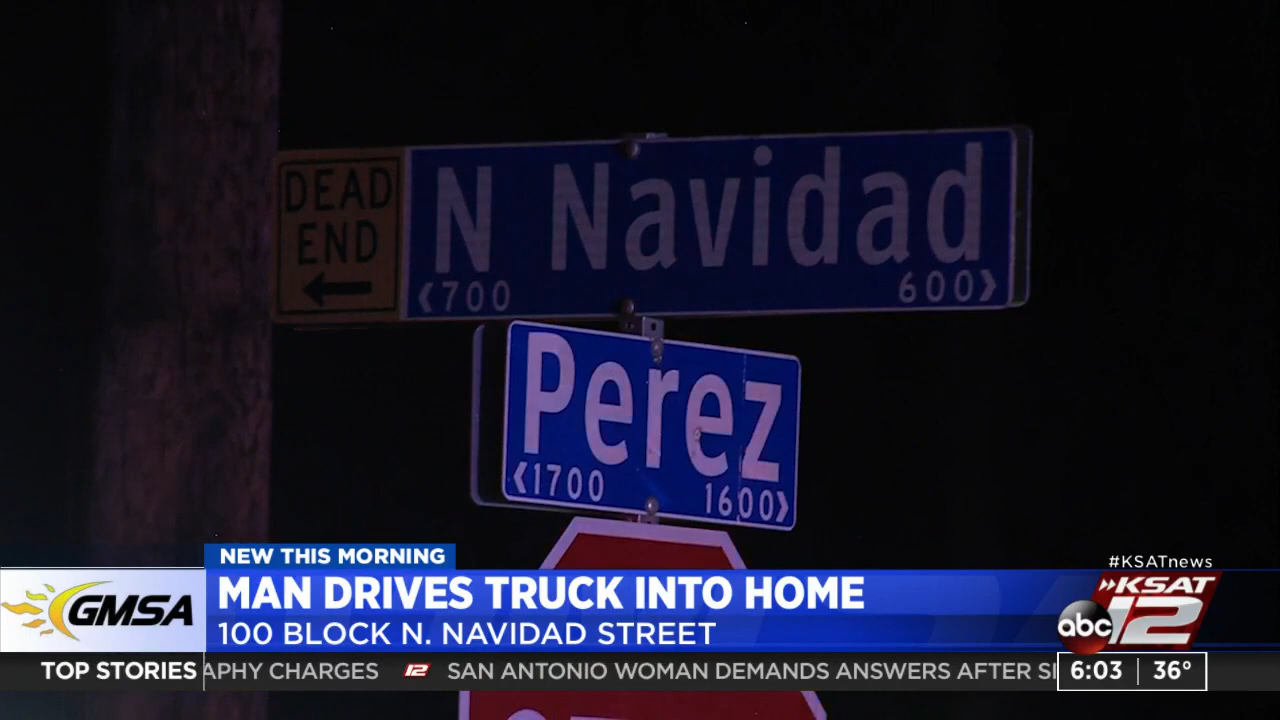 DEAD
END
N Navidad
<700 600>
Perez
<1700 1600>
NEW THIS MORNING
MAN DRIVES TRUCK INTO HOME
100 BLOCK N. NAVIDAD STREET
GMSA
#KSATnews
»KSAT
abc 12
TOP STORIES APHY CHARGES 12 SAN ANTONIO WOMAN DEMANDS ANSWERS AFTER
6:03 36°